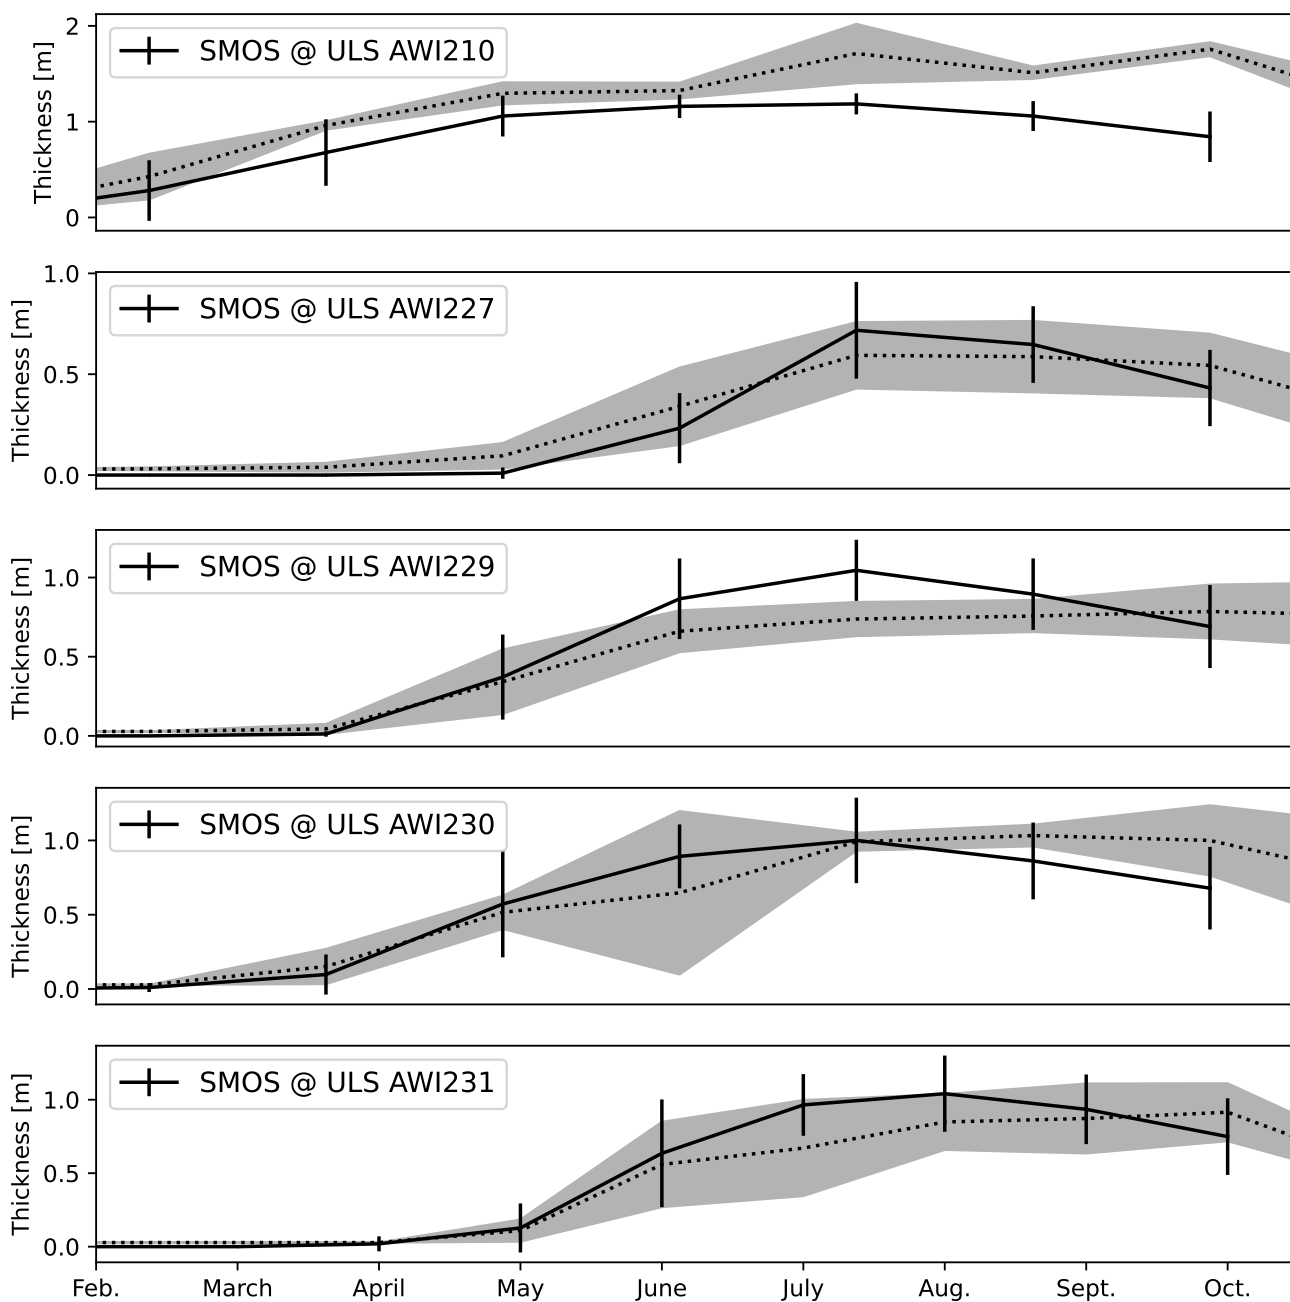 SMOS @ ULS AWI210
Thickness [m]
2
1
0
SMOS @ ULS AWI227
Thickness [m]
1.0
0.5
0.0
SMOS @ ULS AWI229
Thickness [m]
1.0
0.5
0.0
SMOS @ ULS AWI230
Thickness [m]
1.0
0.5
0.0
SMOS @ ULS AWI231
Thickness [m]
1.0
0.5
0.0
Feb. March April May June July Aug. Sept. Oct.